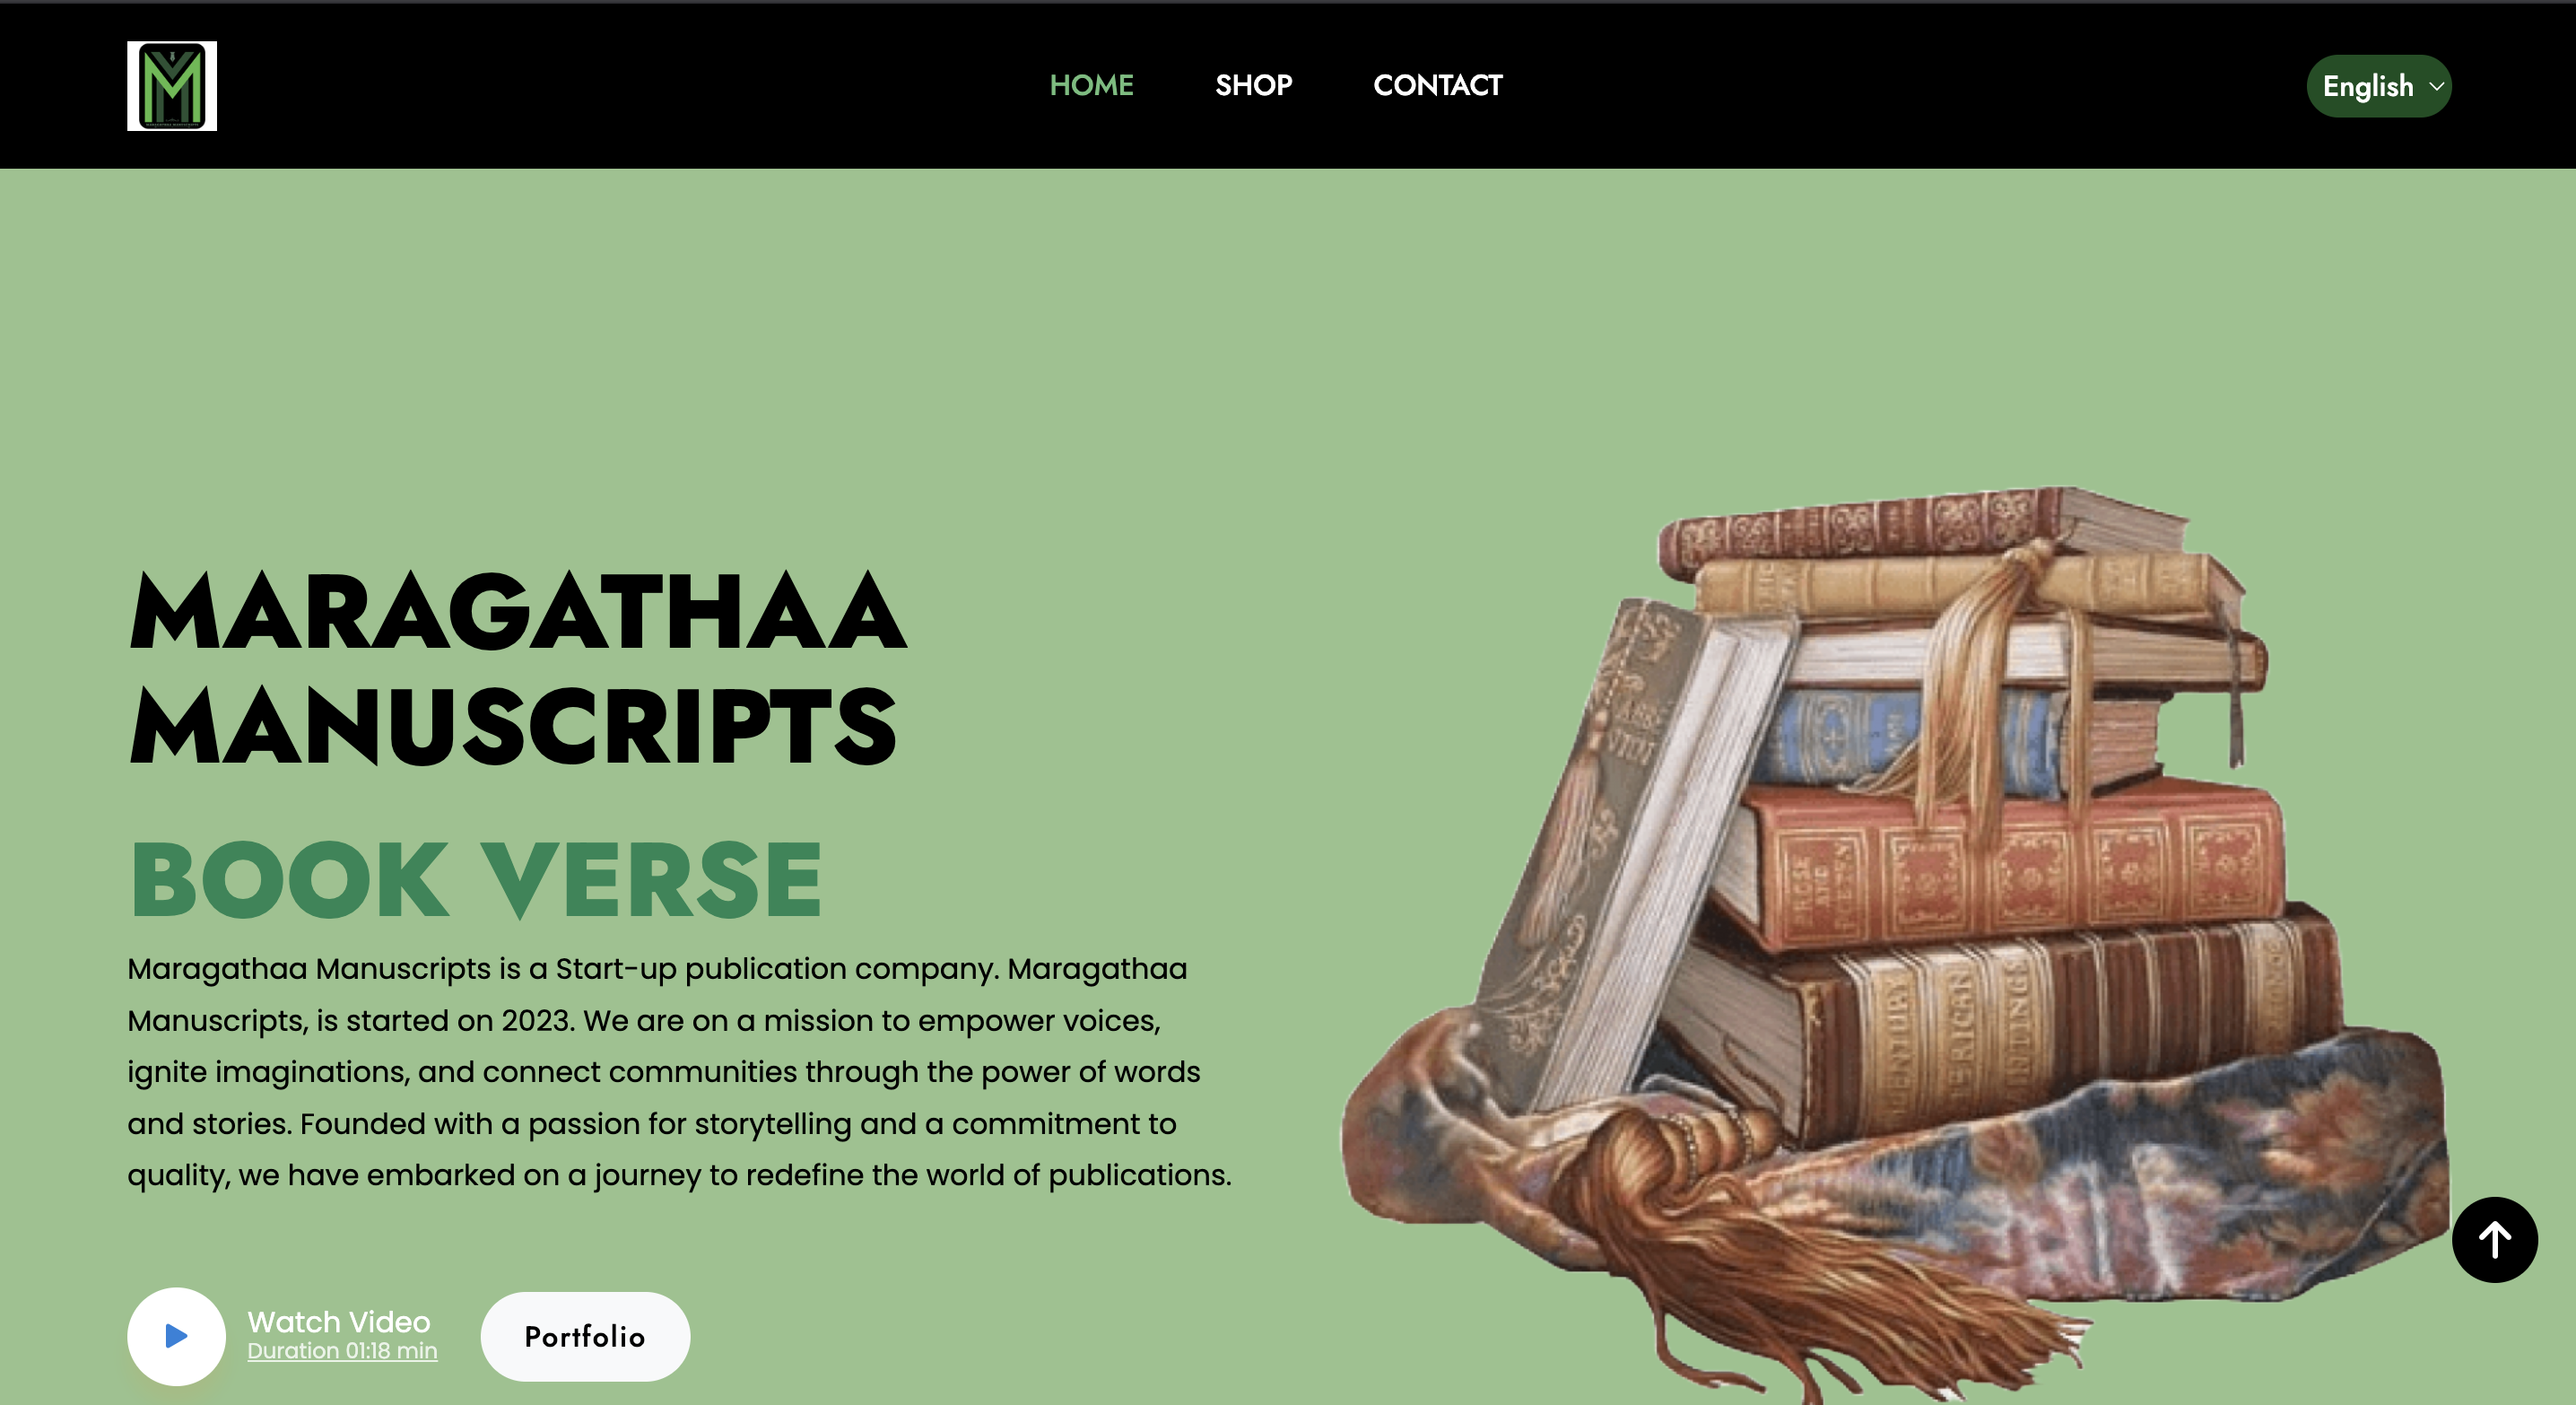 HOME SHOP CONTACT English
MARAGATHAA
MANUSCRIPTS
BOOK VERSE
Maragathaa Manuscripts is a Start-up publication company. Maragathaa
Manuscripts, is started on 2023. We are on a mission to empower voices,
ignite imaginations, and connect communities through the power of words
and stories. Founded with a passion for storytelling and a commitment to
quality, we have embarked on a journey to redefine the world of publications.
Watch Video
Duration 01:18 min
Portfolio
PROSE
AND